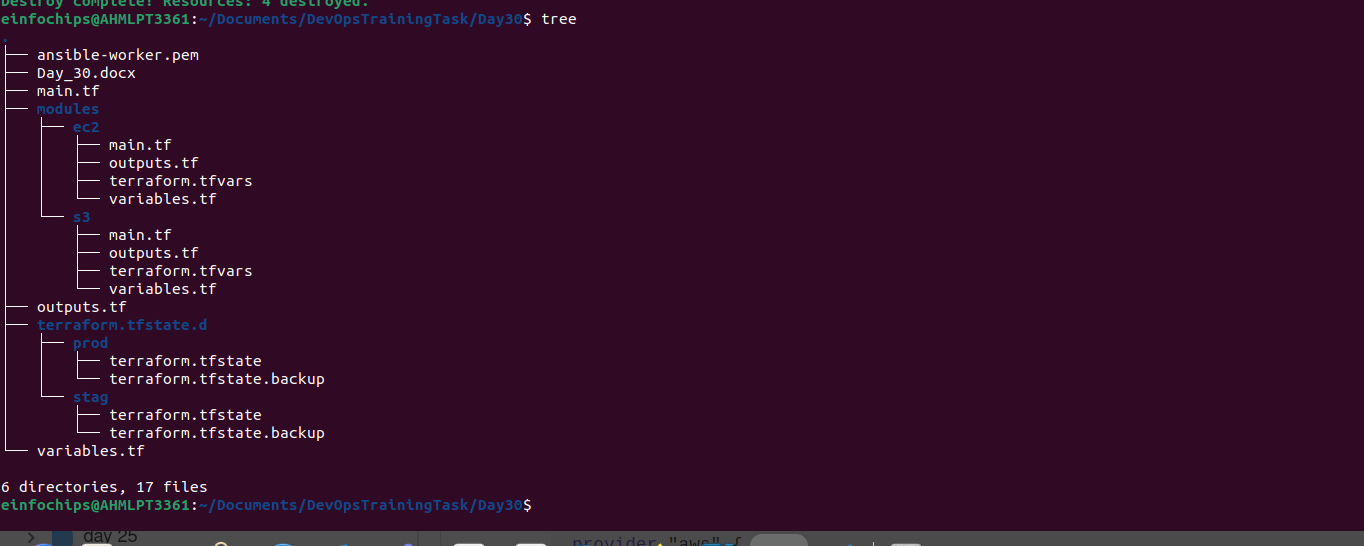 Destroy complete! Resources: 4 destroyed.
einfochips@AHMLPT3361:~/Documents/DevOpsTrainingTask/Day30$ tree
.
├── ansible-worker.pem
├── Day_30.docx
├── main.tf
├── modules
│   ├── ec2
│   │   ├── main.tf
│   │   ├── outputs.tf
│   │   ├── terraform.tfvars
│   │   └── variables.tf
│   └── s3
│       ├── main.tf
│       ├── outputs.tf
│       ├── terraform.tfvars
│       └── variables.tf
├── outputs.tf
├── terraform.tfstate.d
│   ├── prod
│   │   ├── terraform.tfstate
│   │   └── terraform.tfstate.backup
│   └── stag
│       ├── terraform.tfstate
│       └── terraform.tfstate.backup
└── variables.tf
6 directories, 17 files
einfochips@AHMLPT3361:~/Documents/DevOpsTrainingTask/Day30$
day 25
provider "aws" {